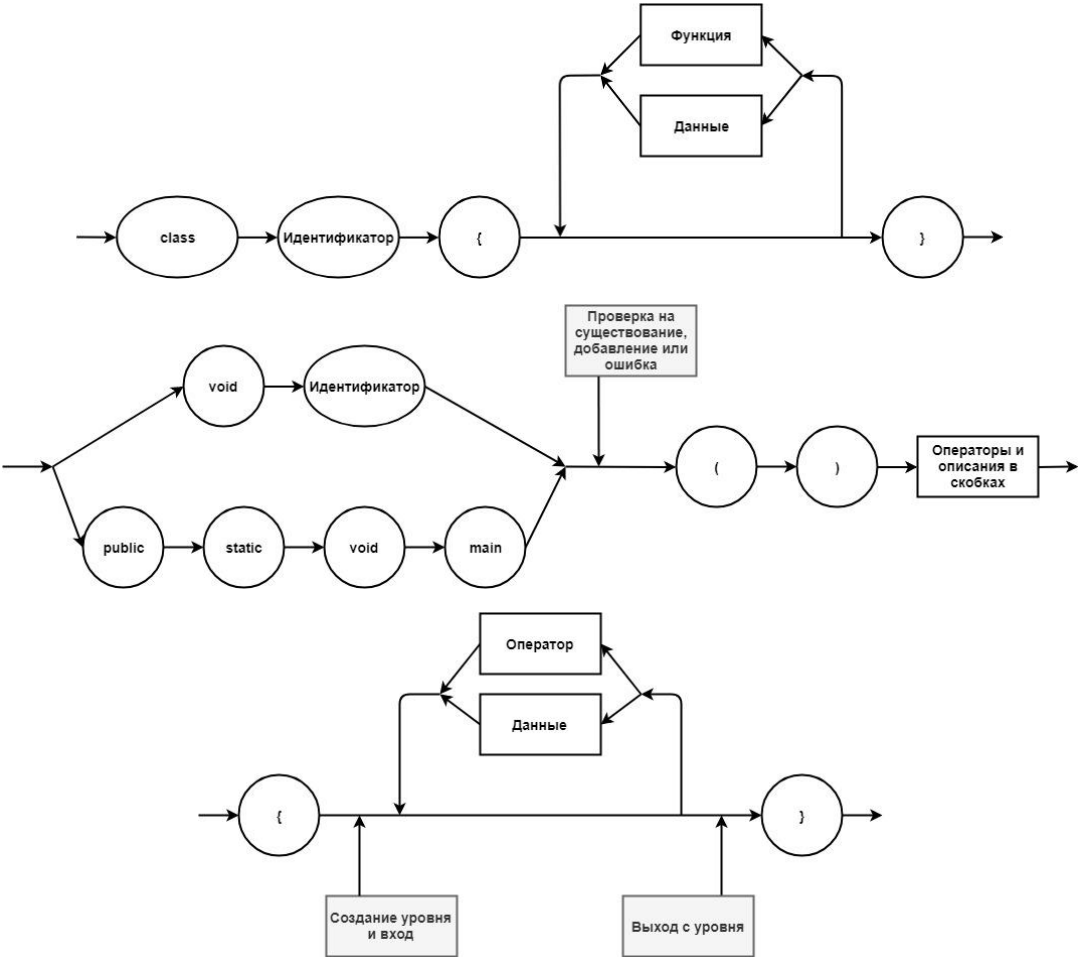 Функция
Данные
class
Идентификатор
{
}
Проверка на
существование,
добавление или
ошибка
void
Идентификатор
(
)
Операторы и
описания в
скобках
public
static
void
main
Оператор
Данные
{
}
Создание уровня
и вход
Выход с уровня